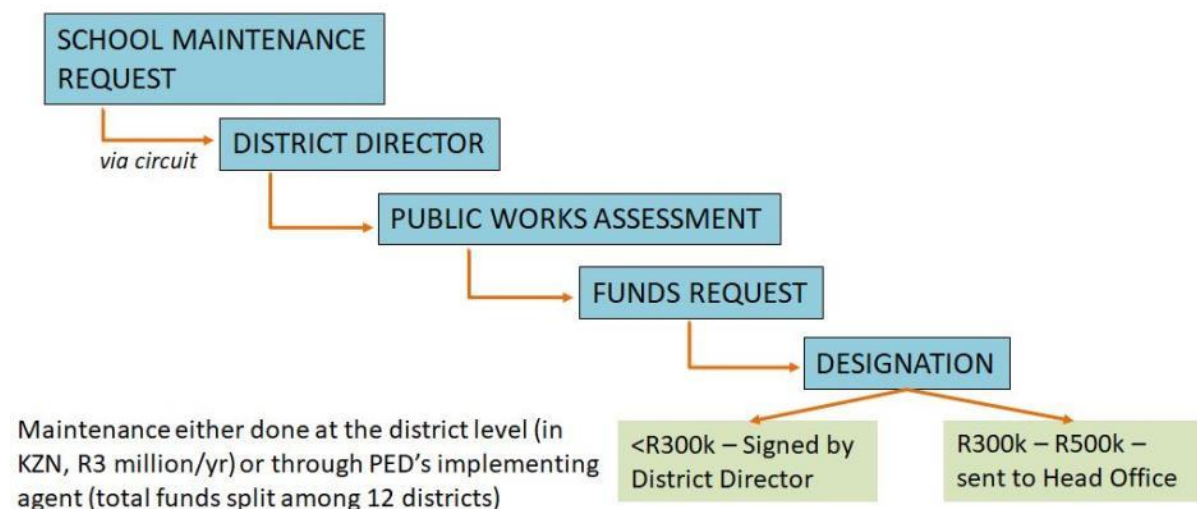 SCHOOL MAINTENANCE
REQUEST
via circuit
DISTRICT DIRECTOR
PUBLIC WORKS ASSESSMENT
FUNDS REQUEST
DESIGNATION
<R300k – Signed by
District Director
R300k – R500k –
sent to Head Office
Maintenance either done at the district level (in
KZN, R3 million/yr) or through PED's implementing
agent (total funds split among 12 districts)